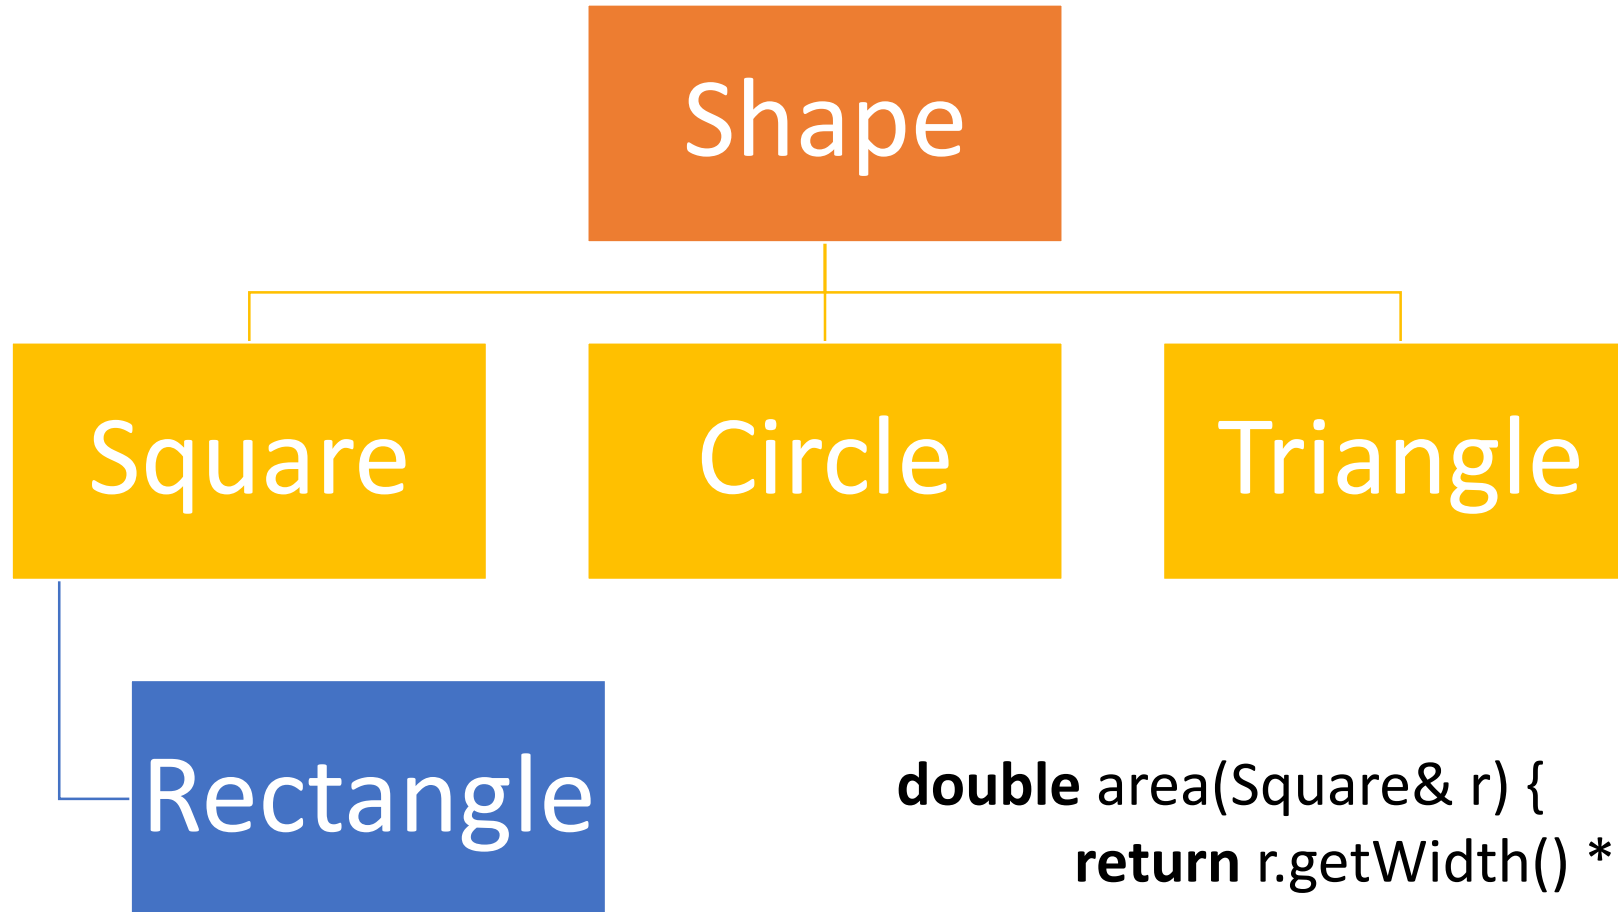 Shape
Square
Circle
Triangle
Rectangle
double area(Square& r) {
return r.getWidth() *